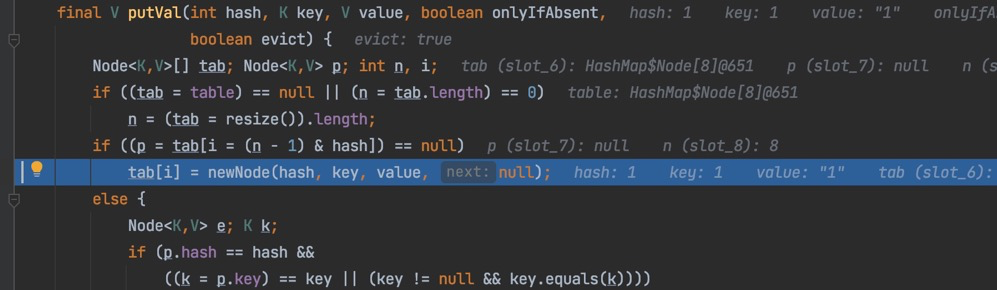 final V putVal(int hash, K key, V value, boolean onlyIfAbsent,   hash: 1    key: 1    value: "1"    onlyIfA
               boolean evict) {   evict: true
    Node<K,V>[] tab; Node<K,V> p; int n, i;   tab (slot_6): HashMap$Node[8]@651    p (slot_7): null    n (s
    if ((tab = table) == null || (n = tab.length) == 0)   table: HashMap$Node[8]@651
        n = (tab = resize()).length;
    if ((p = tab[i = (n - 1) & hash]) == null)   p (slot_7): null    n (slot_8): 8
        tab[i] = newNode(hash, key, value,  next: null);   hash: 1    key: 1    value: "1"    tab (slot_6):
    else {
        Node<K,V> e; K k;
        if (p.hash == hash &&
            ((k = p.key) == key || (key != null && key.equals(k))))